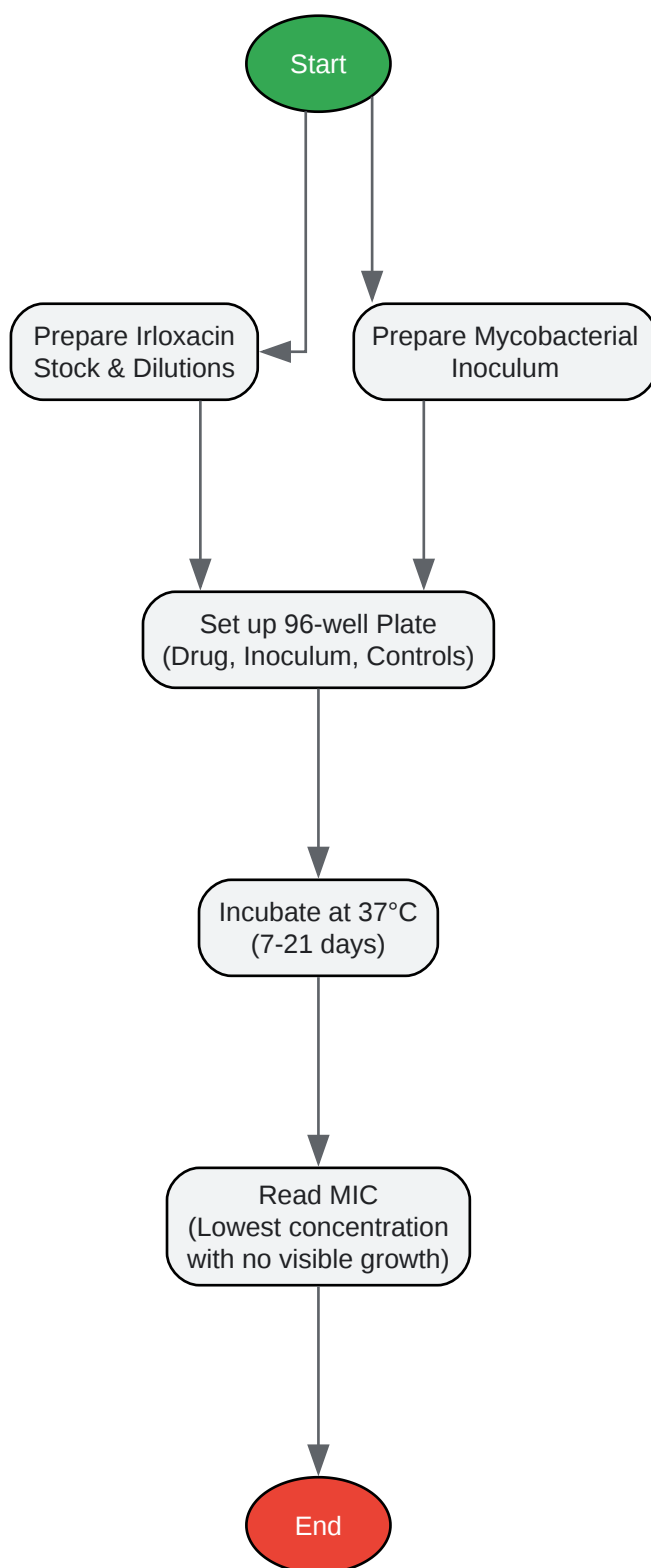 Start
Prepare Irloxacin
Stock & Dilutions
Prepare Mycobacterial
Inoculum
Set up 96-well Plate
(Drug, Inoculum, Controls)
Incubate at 37°C
(7-21 days)
Read MIC
(Lowest concentration
with no visible growth)
End